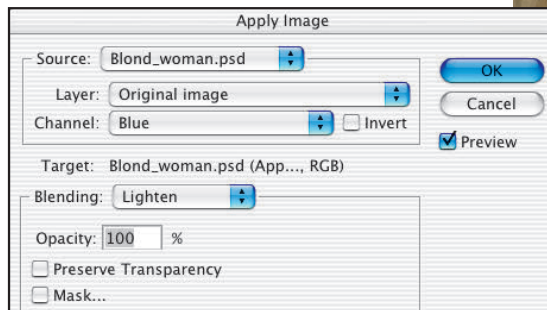 Apply Image
Source: Blond_woman.psd
OK
Layer: Original image
Cancel
Channel: Blue
Invert
Preview
Target: Blond_woman.psd (App..., RGB)
Blending: Lighten
Opacity: 100 %
Preserve Transparency
Mask...